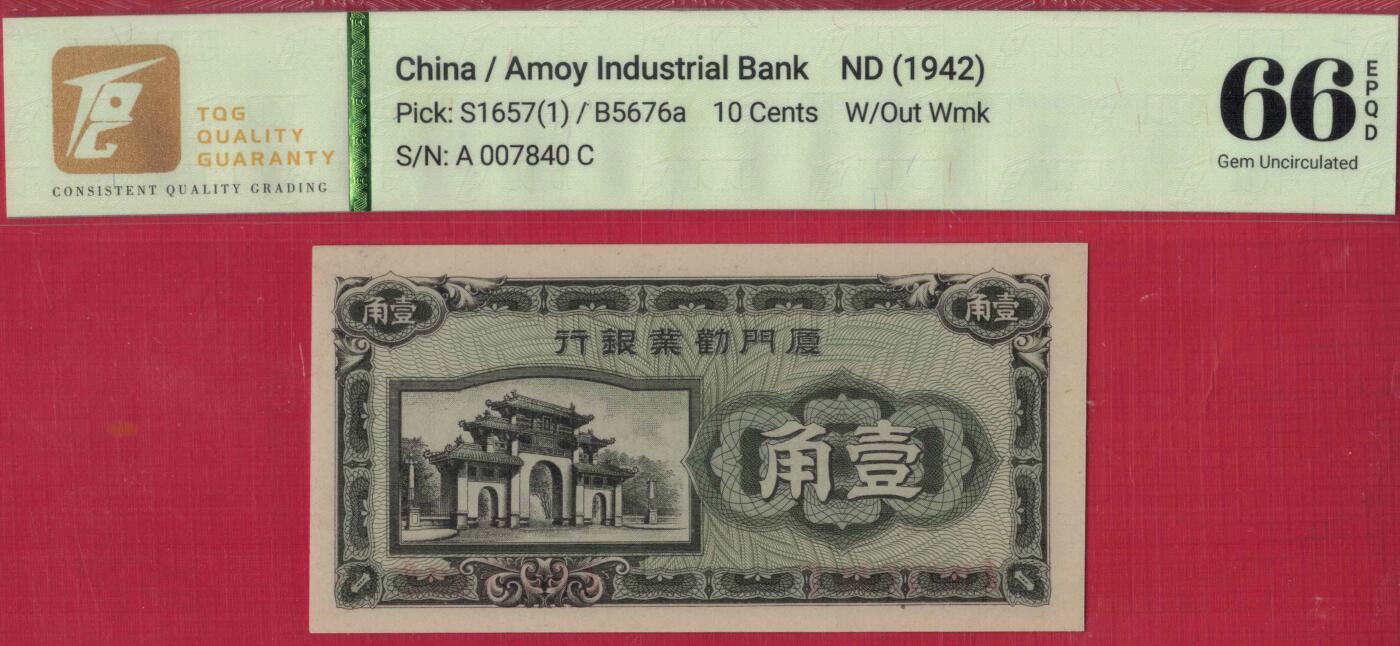 TQG
QUALITY
GUARANTY
CONSISTENT QUALITY GRADING
China / Amoy Industrial Bank ND (1942)
Pick: S1657(1) / B5676a 10 Cents W/Out Wmk
S/N: A 007840 C
66
EPQD
Gem Uncirculated
角壹
角壹
行銀業勸門廈
角壹